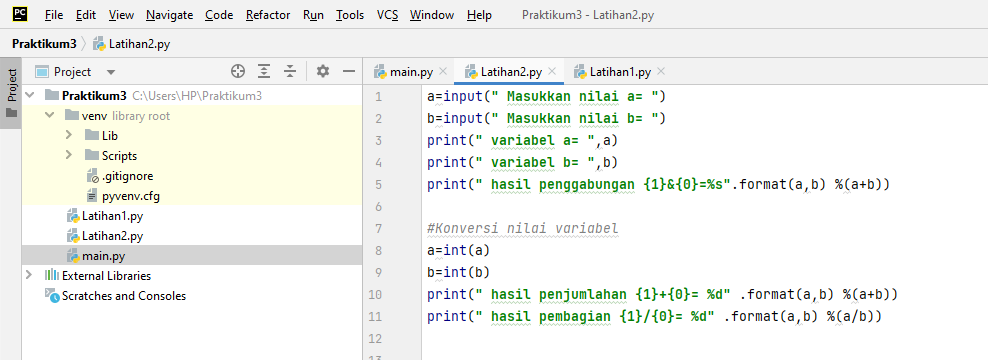 PC File Edit View Navigate Code Refactor Run Tools VCS Window Help Praktikum3 - Latihan2.py
Praktikum3 Latihan2.py
Project
Project
main.py Latihan2.py Latihan1.py
Praktikum3 C:\Users\HP\Praktikum3
venv library root
Lib
Scripts
.gitignore
pyvenv.cfg
Latihan1.py
Latihan2.py
main.py
External Libraries
Scratches and Consoles
1 a=input(" Masukkan nilai a= ")
2 b=input(" Masukkan nilai b= ")
3 print(" variabel a= ",a)
4 print(" variabel b= ",b)
5 print(" hasil penggabungan {1}&{0}=%s".format(a,b) %(a+b))
6
7 #Konversi nilai variabel
8 a=int(a)
9 b=int(b)
10 print(" hasil penjumlahan {1}+{0}= %d" .format(a,b) %(a+b))
11 print(" hasil pembagian {1}/{0}= %d" .format(a,b) %(a/b))
12
13